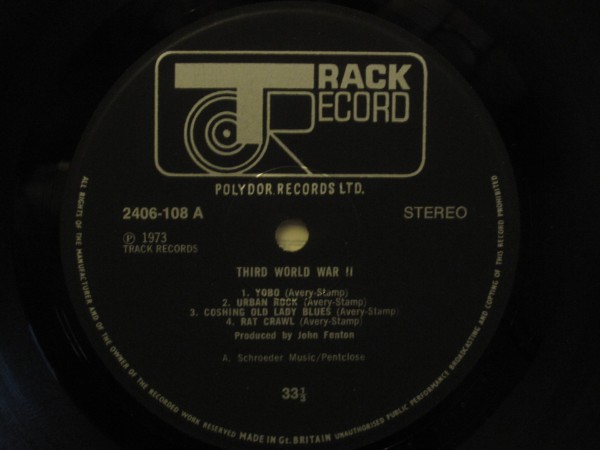 TRACK
RECORD
POLYDOR RECORDS LTD.
2406-108 A
STEREO
℗ 1973
TRACK RECORDS
THIRD WORLD WAR II
1. YOBO (Avery-Stamp)
2. URBAN ROCK (Avery-Stamp)
3. COSHING OLD LADY BLUES (Avery-Stamp)
4. RAT CRAWL (Avery-Stamp)
Produced by John Fenton
A. Schroeder Music/Pentclose
33⅓
ALL RIGHTS OF THE MANUFACTURER AND OF THE OWNER OF THE RECORDED WORK RESERVED MADE IN Gt. BRITAIN UNAUTHORISED PUBLIC PERFORMANCE BROADCASTING AND COPYING OF THIS RECORD PROHIBITED